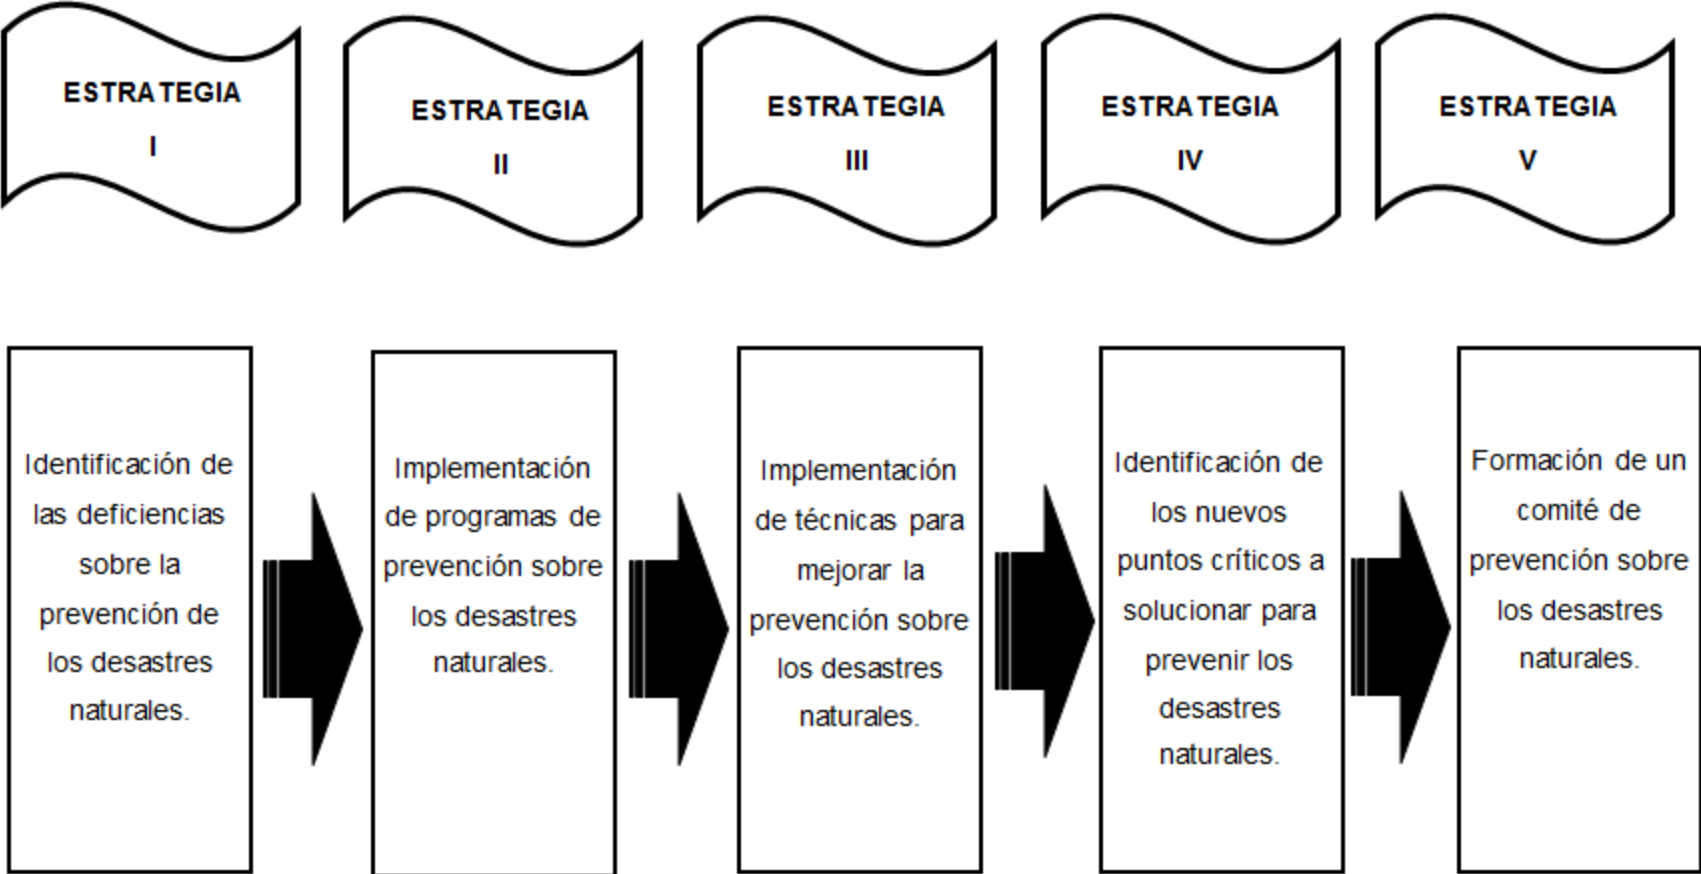 ESTRATEGIA
I
ESTRATEGIA
II
ESTRATEGIA
III
ESTRATEGIA
IV
ESTRATEGIA
V
Identificación de
las deficiencias
sobre la
prevención de
los desastres
naturales.
Implementación
de programas de
prevención sobre
los desastres
naturales.
Implementación
de técnicas para
mejorar la
prevención sobre
los desastres
naturales.
Identificación de
los nuevos
puntos críticos a
solucionar para
prevenir los
desastres
naturales.
Formación de un
comité de
prevención sobre
los desastres
naturales.